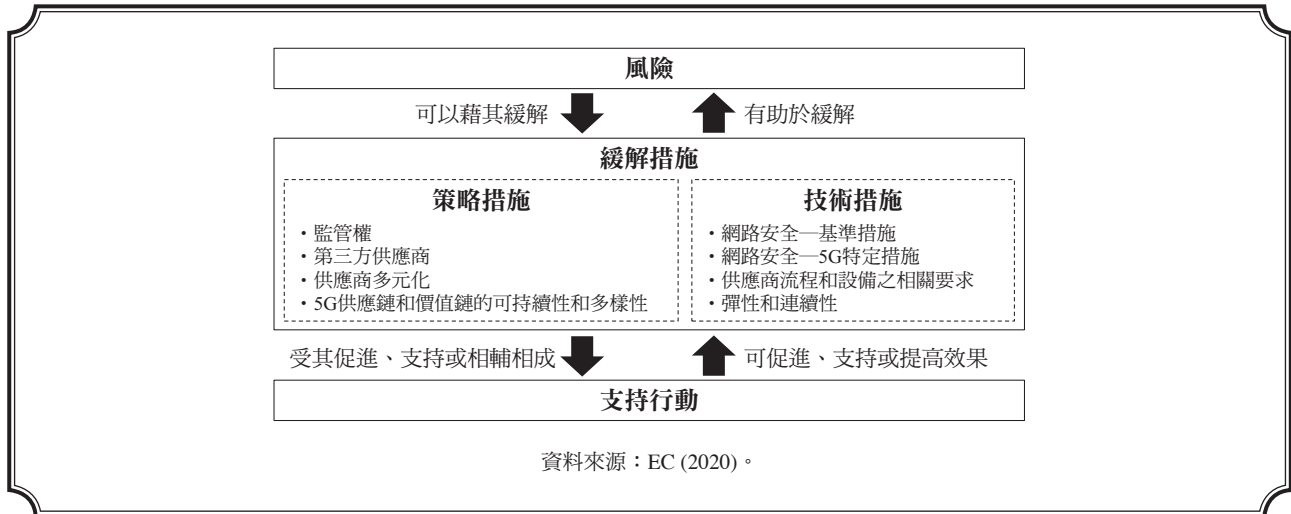 風險
可以藉其緩解
有助於緩解
緩解措施
策略措施
・監管權
・第三方供應商
・供應商多元化
・5G供應鏈和價值鏈的可持續性和多樣性
技術措施
・網路安全—基準措施
・網路安全—5G特定措施
・供應商流程和設備之相關要求
・彈性和連續性
受其促進、支持或相輔相成
可促進、支持或提高效果
支持行動
資料來源：EC (2020)。